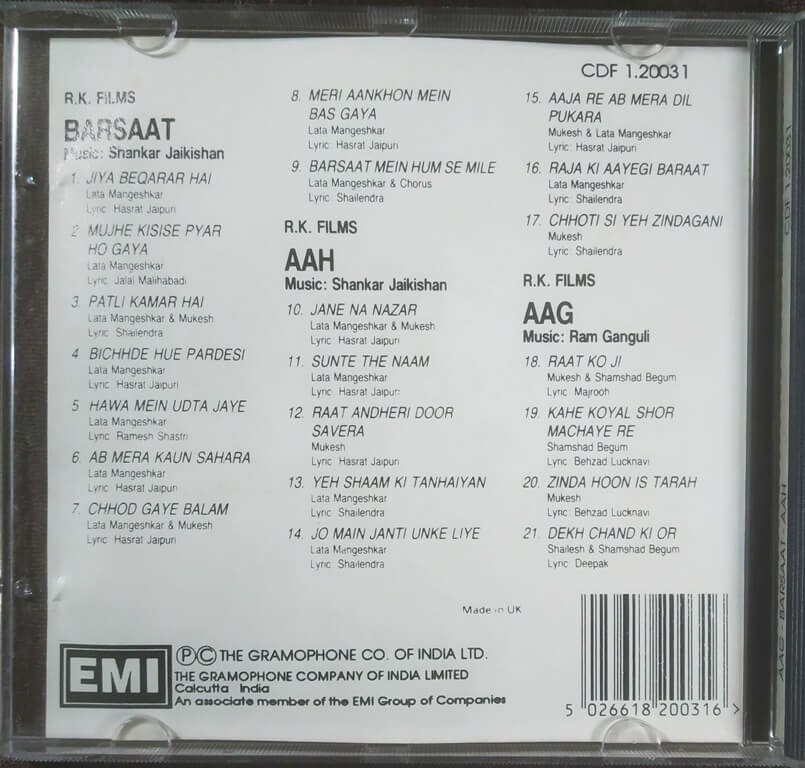 CDF 1.20031
R.K. FILMS
BARSAAT
Music: Shankar Jaikishan
1. JIYA BEQARAR HAI
Lata Mangeshkar
Lyric: Hasrat Jaipuri
2 MUJHE KISISE PYAR
HO GAYA
Lata Mangeshkar
Lyric: Jalal Malihabadi
3. PATLI KAMAR HAI
Lata Mangeshkar & Mukesh
Lyric: Shailendra
4. BICHHDE HUE PARDESI
Lata Mangeshkar
Lyric: Hasrat Jaipuri
5 HAWA MEIN UDTA JAYE
Lata Mangeshkar
Lyric: Ramesh Shastri
6. AB MERA KAUN SAHARA
Lata Mangeshkar
Lyric: Hasrat Jaipuri
7. CHHOD GAYE BALAM
Lata Mangeshkar & Mukesh
Lyric: Hasrat Jaipuri
8. MERI AANKHON MEIN
BAS GAYA
Lata Mangeshkar
Lyric: Hasrat Jaipuri
9. BARSAAT MEIN HUM SE MILE
Lata Mangeshkar & Chorus
Lyric: Shailendra
R.K. FILMS
AAH
Music: Shankar Jaikishan
10. JANE NA NAZAR
Lata Mangeshkar & Mukesh
Lyric: Hasrat Jaipuri
11. SUNTE THE NAAM
Lata Mangeshkar
Lyric: Hasrat Jaipuri
12. RAAT ANDHERI DOOR
SAVERA
Mukesh
Lyric: Hasrat Jaipuri
13. YEH SHAAM KI TANHAIYAN
Lata Mangeshkar
Lyric: Shailendra
14. JO MAIN JANTI UNKE LIYE
Lata Mangeshkar
Lyric: Shailendra
15. AAJA RE AB MERA DIL
PUKARA
Mukesh & Lata Mangeshkar
Lyric: Hasrat Jaipuri
16. RAJA KI AAYEGI BARAAT
Lata Mangeshkar
Lyric: Shailendra
17. CHHOTI SI YEH ZINDAGANI
Mukesh
Lyric: Shailendra
R.K. FILMS
AAG
Music: Ram Ganguli
18. RAAT KO JI
Mukesh & Shamshad Begum
Lyric: Majrooh
19. KAHE KOYAL SHOR
MACHAYE RE
Shamshad Begum
Lyric: Behzad Lucknavi
20. ZINDA HOON IS TARAH
Mukesh
Lyric: Behzad Lucknavi
21. DEKH CHAND KI OR
Shailesh & Shamshad Begum
Lyric: Deepak
Made in UK
EMI
ⓅⒸ THE GRAMOPHONE CO. OF INDIA LTD.
THE GRAMOPHONE COMPANY OF INDIA LIMITED
Calcutta India
An associate member of the EMI Group of Companies
5 026618 200316 >
CDF 1.20031
AAG - BARSAAT - AAH